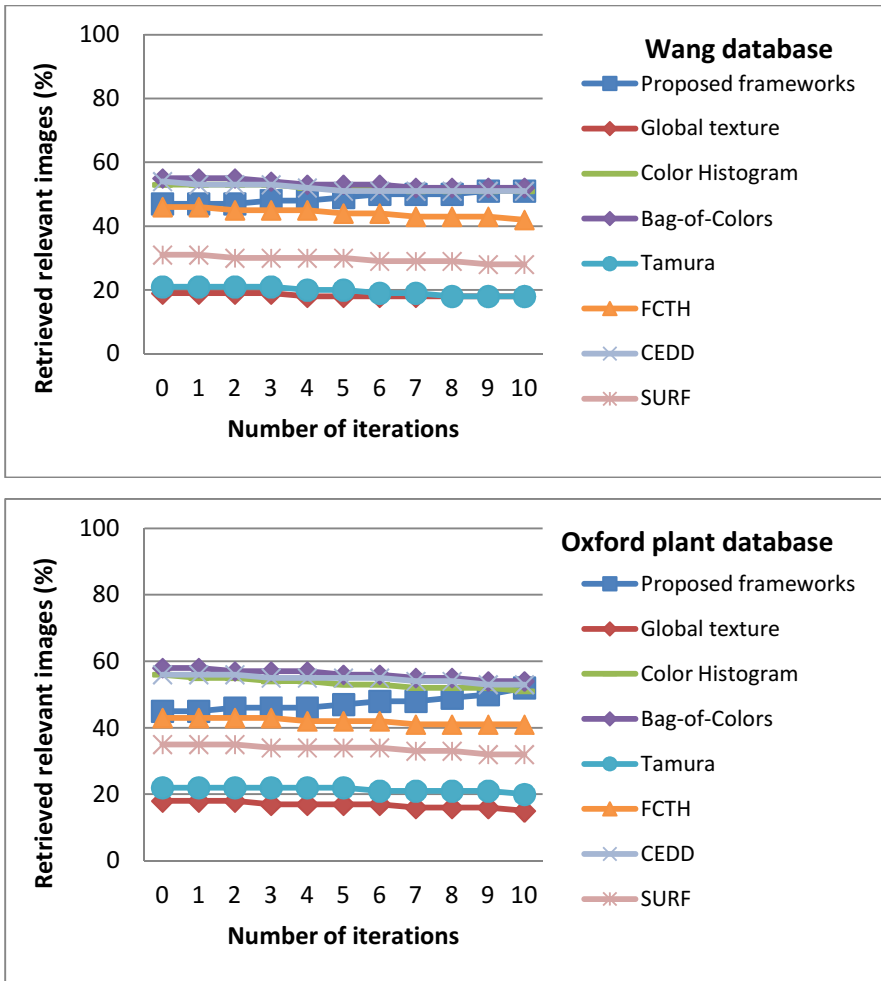 Wang database
Retrieved relevant images (%)
100
80
60
40
20
0
0 1 2 3 4 5 6 7 8 9 10
Number of iterations
Proposed frameworks
Global texture
Color Histogram
Bag-of-Colors
Tamura
FCTH
CEDD
SURF
Oxford plant database
Retrieved relevant images (%)
100
80
60
40
20
0
0 1 2 3 4 5 6 7 8 9 10
Number of iterations
Proposed frameworks
Global texture
Color Histogram
Bag-of-Colors
Tamura
FCTH
CEDD
SURF